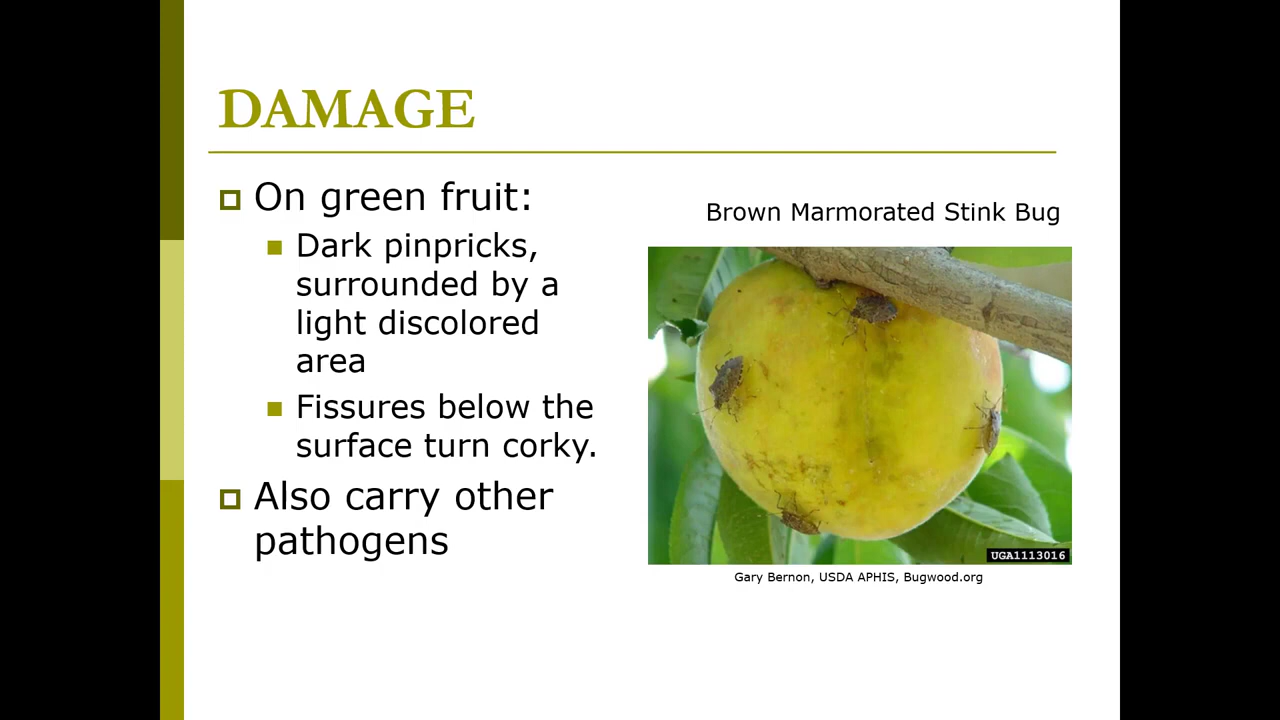 DAMAGE
On green fruit:
Dark pinpricks,
surrounded by a
light discolored
area
Fissures below the
surface turn corky.
Also carry other
pathogens
Brown Marmorated Stink Bug
UGA1113016
Gary Bernon, USDA APHIS, Bugwood.org